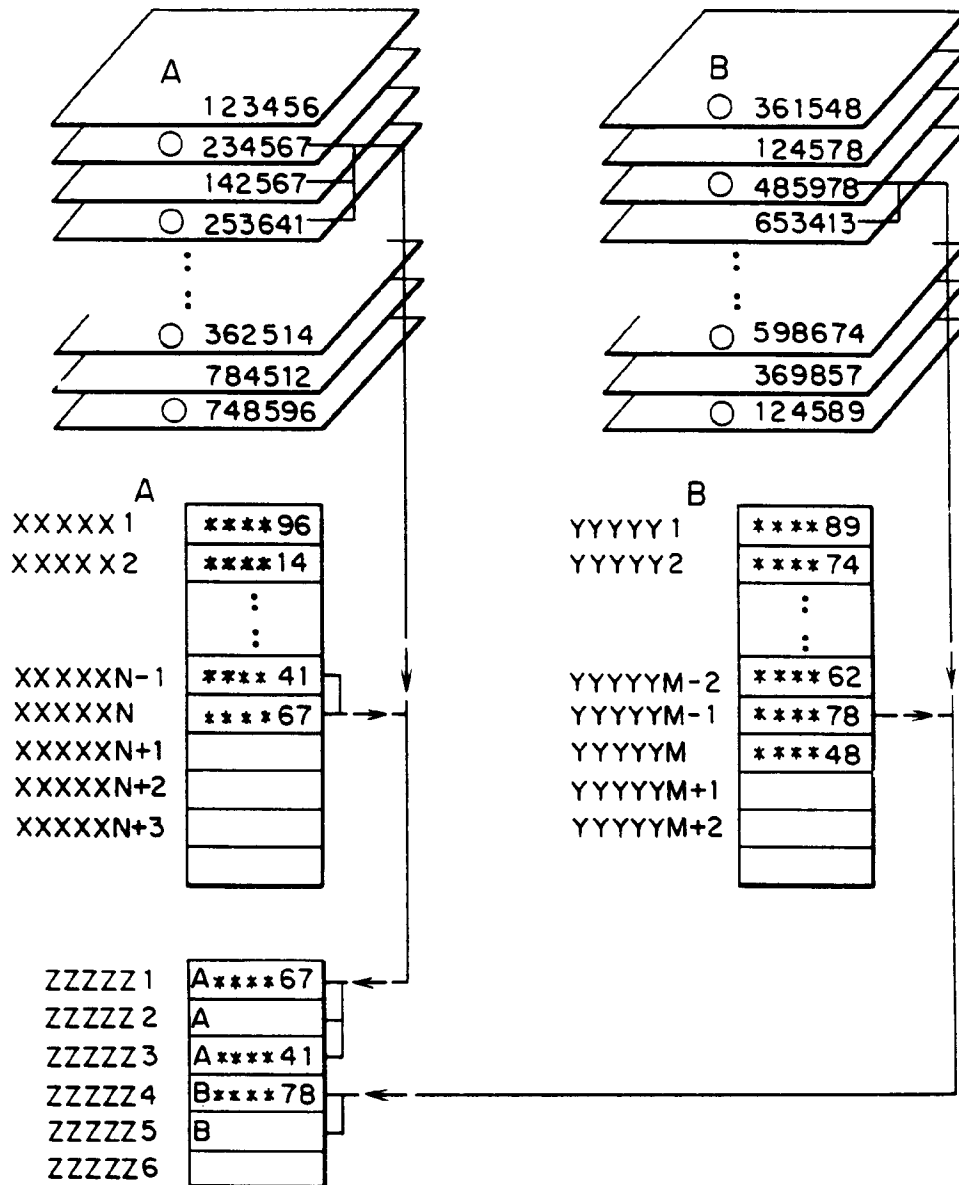 A
123456
○ 234567
142567
○ 253641
⋮
○ 362514
784512
○ 748596
B
○ 361548
124578
○ 485978
653413
⋮
○ 598674
369857
○ 124589
A
XXXXX1 ****96
XXXXX2 ****14
⋮
XXXXXN-1 ****41
XXXXXN ****67
XXXXXN+1
XXXXXN+2
XXXXXN+3
B
YYYYY1 ****89
YYYYY2 ****74
⋮
YYYYYM-2 ****62
YYYYYM-1 ****78
YYYYYM ****48
YYYYYM+1
YYYYYM+2
ZZZZZ1 A****67
ZZZZZ2 A
ZZZZZ3 A****41
ZZZZZ4 B****78
ZZZZZ5 B
ZZZZZ6